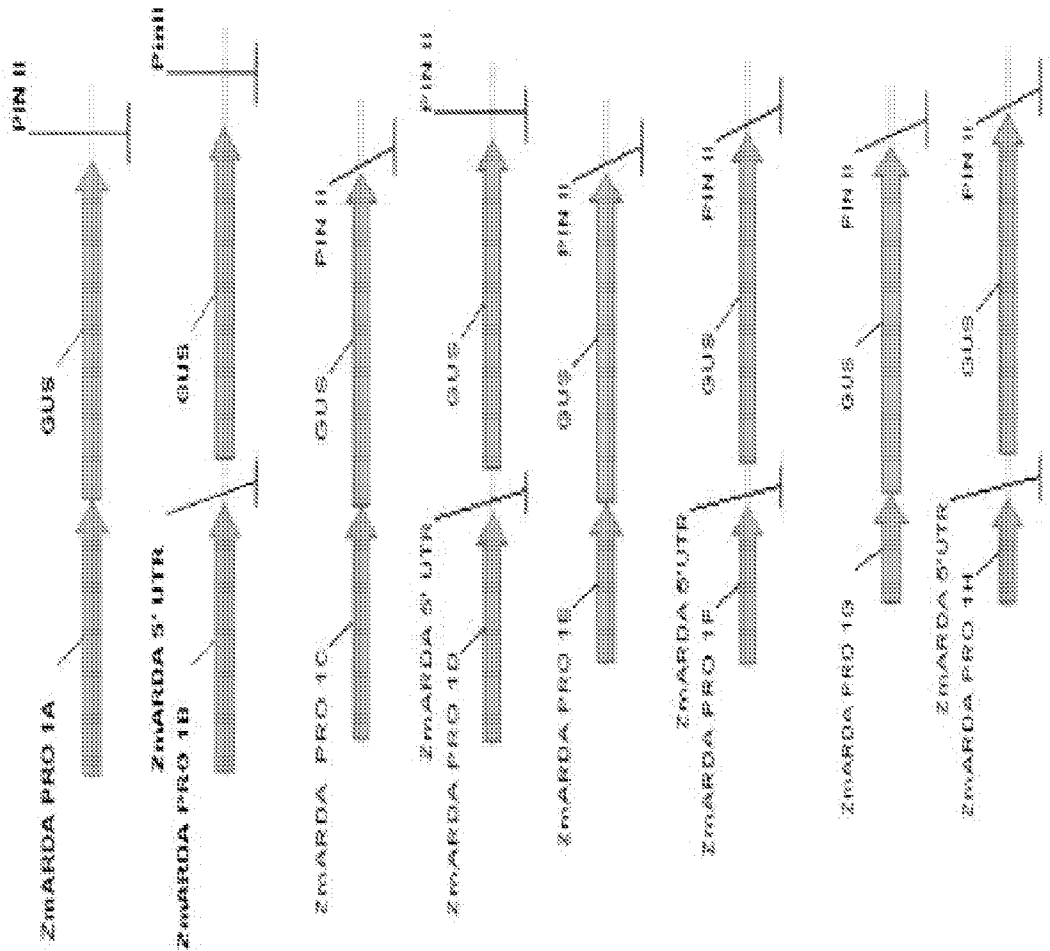 ZmARDA PRO 1A
GUS
PIN II
ZmARDA 5' UTR
ZmARDA PRO 1B
GUS
PinII
ZmARDA PRO 1C
GUS
PIN II
ZmARDA 5' UTR
ZmARDA PRO 1D
GUS
PIN II
ZmARDA PRO 1E
GUS
PIN II
ZmARDA 5'UTR
ZmARDA PRO 1F
GUS
PIN II
ZmARDA PRO 1G
GUS
PIN II
ZmARDA 5'UTR
ZmARDA PRO 1H
GUS
PIN II